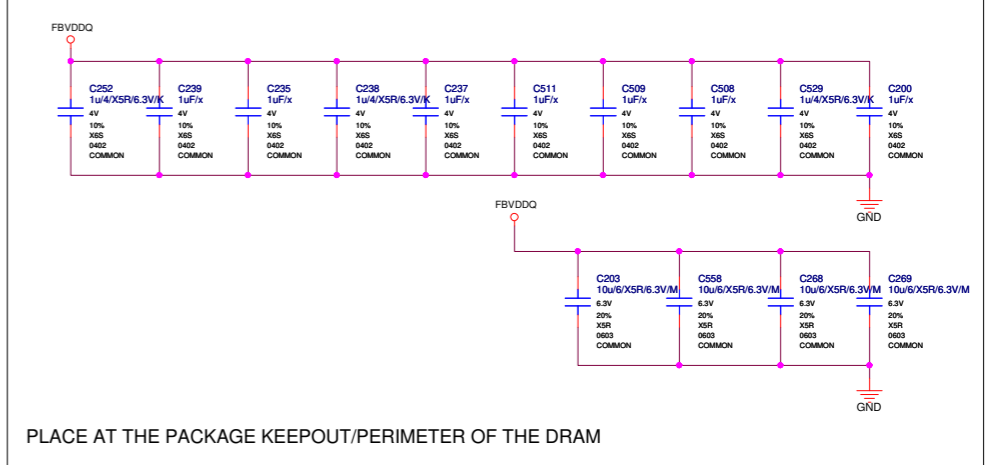 FBVDDQ
C252 C239 C235 C238 C237 C511 C509 C508 C529 C200
1u/4/X5R/6.3V/K 1uF/x 1uF/x 1u/4/X5R/6.3V/K 1uF/x 1uF/x 1uF/x 1uF/x 1u/4/X5R/6.3V/K 1uF/x
4V 4V 4V 4V 4V 4V 4V 4V 4V 4V
10% 10% 10% 10% 10% 10% 10% 10% 10% 10%
X6S X6S X6S X6S X6S X6S X6S X6S X6S X6S
0402 0402 0402 0402 0402 0402 0402 0402 0402 0402
COMMON COMMON COMMON COMMON COMMON COMMON COMMON COMMON COMMON COMMON
GND
FBVDDQ
C203 C558 C268 C269
10u/6/X5R/6.3V/M 10u/6/X5R/6.3V/M 10u/6/X5R/6.3V/M 10u/6/X5R/6.3V/M
6.3V 6.3V 6.3V 6.3V
20% 20% 20% 20%
X5R X5R X5R X5R
0603 0603 0603 0603
COMMON COMMON COMMON COMMON
GND
PLACE AT THE PACKAGE KEEPOUT/PERIMETER OF THE DRAM